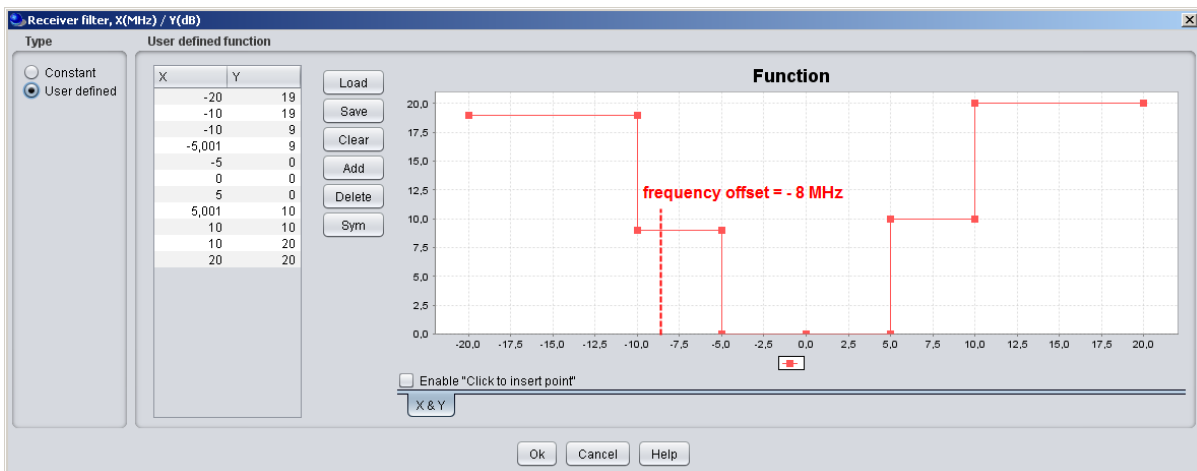 Receiver filter, X(MHz) / Y(dB)
Type
User defined function
Constant
User defined
X Y
-20 19
-10 19
-10 9
-5,001 9
-5 0
0 0
5 0
5,001 10
10 10
10 20
20 20
Load
Save
Clear
Add
Delete
Sym
Function
20,0
17,5
15,0
12,5
10,0
7,5
5,0
2,5
0,0
frequency offset = - 8 MHz
-20,0 -17,5 -15,0 -12,5 -10,0 -7,5 -5,0 -2,5 0,0 2,5 5,0 7,5 10,0 12,5 15,0 17,5 20,0
Enable "Click to insert point"
X & Y
Ok Cancel Help